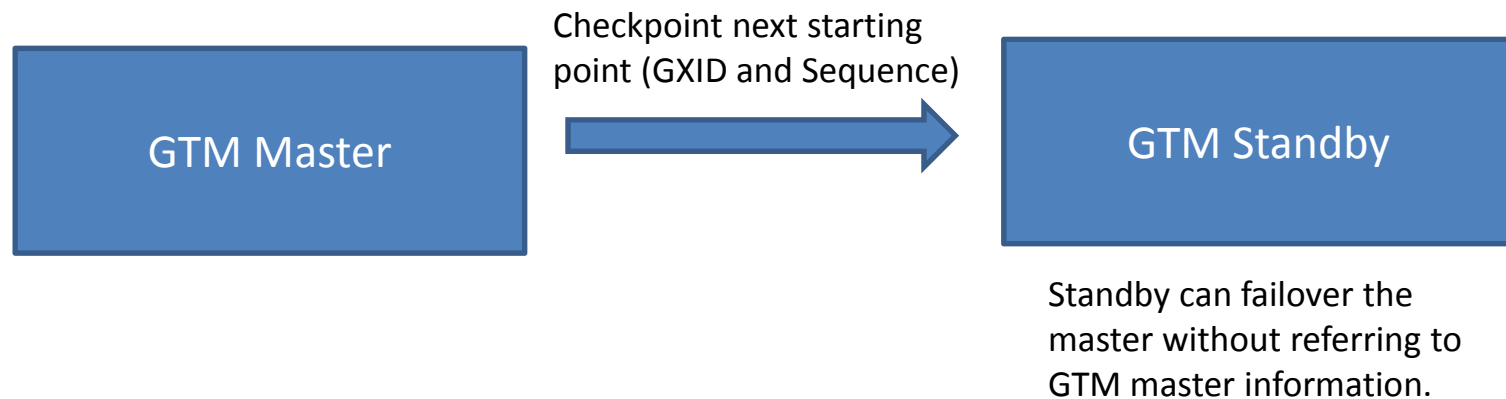 Checkpoint next starting
point (GXID and Sequence)
GTM Master
GTM Standby
Standby can failover the
master without referring to
GTM master information.